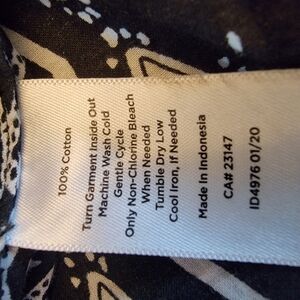 100% Cotton
Turn Garment Inside Out
Machine Wash Cold
Gentle Cycle
Only Non-Chlorine Bleach
When Needed
Tumble Dry Low
Cool Iron, If Needed
Made In Indonesia
CA# 23147
ID4976 01/20